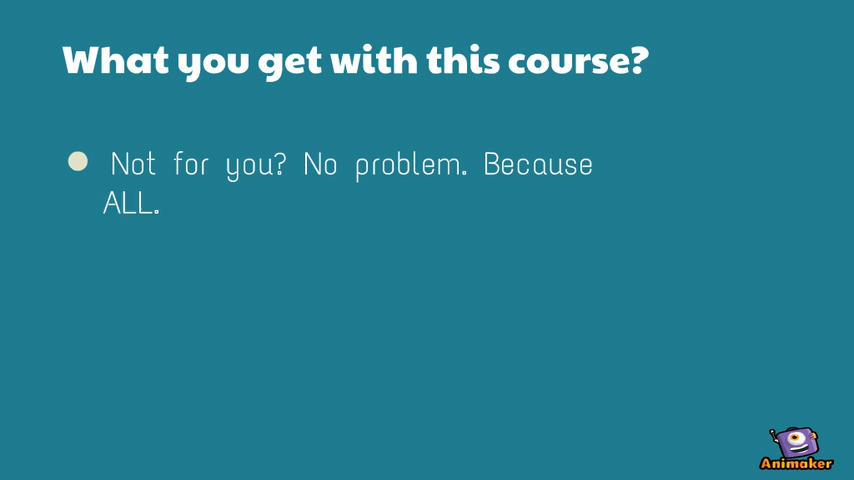 What you get with this course?
Not for you? No problem. Because
ALL.
Animaker